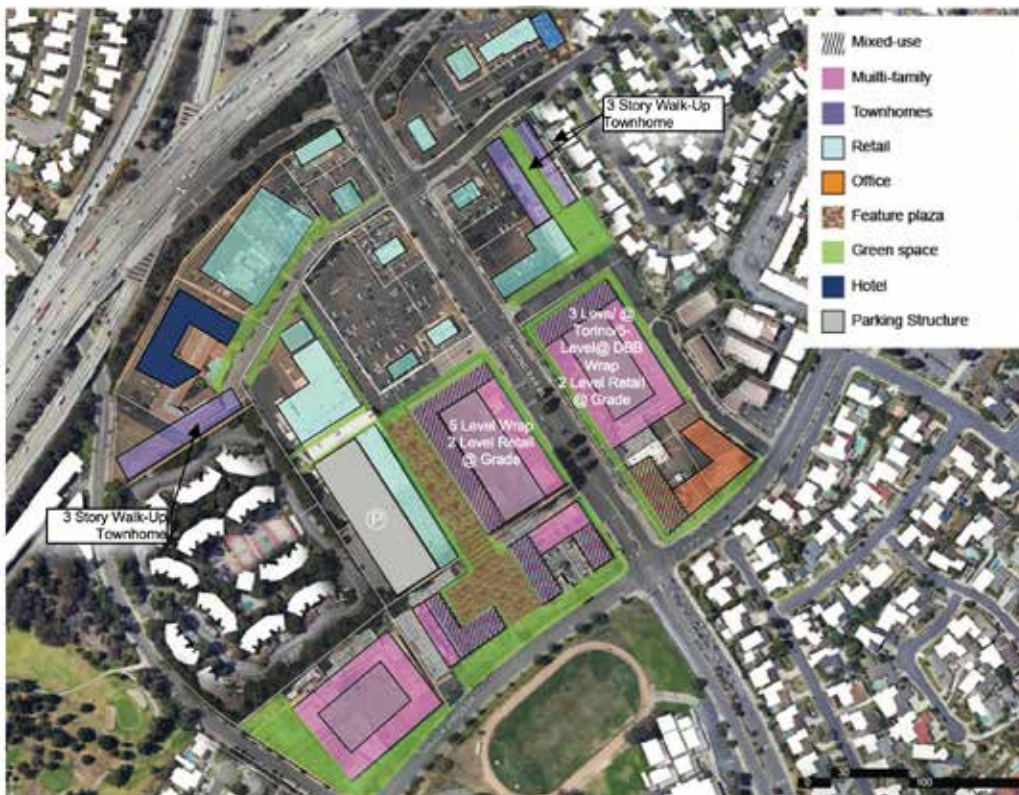 Mixed-use
Muilti-family
Townhomes
Retail
Office
Feature plaza
Green space
Hotel
Parking Structure
3 Story Walk-Up
Townhome
3 Level @
Torino/5-
Level@ DBB
Wrap
2 Level Retail
@ Grade
5 Level Wrap
2 Level Retail
@ Grade
P
3 Story Walk-Up
Townhome
100